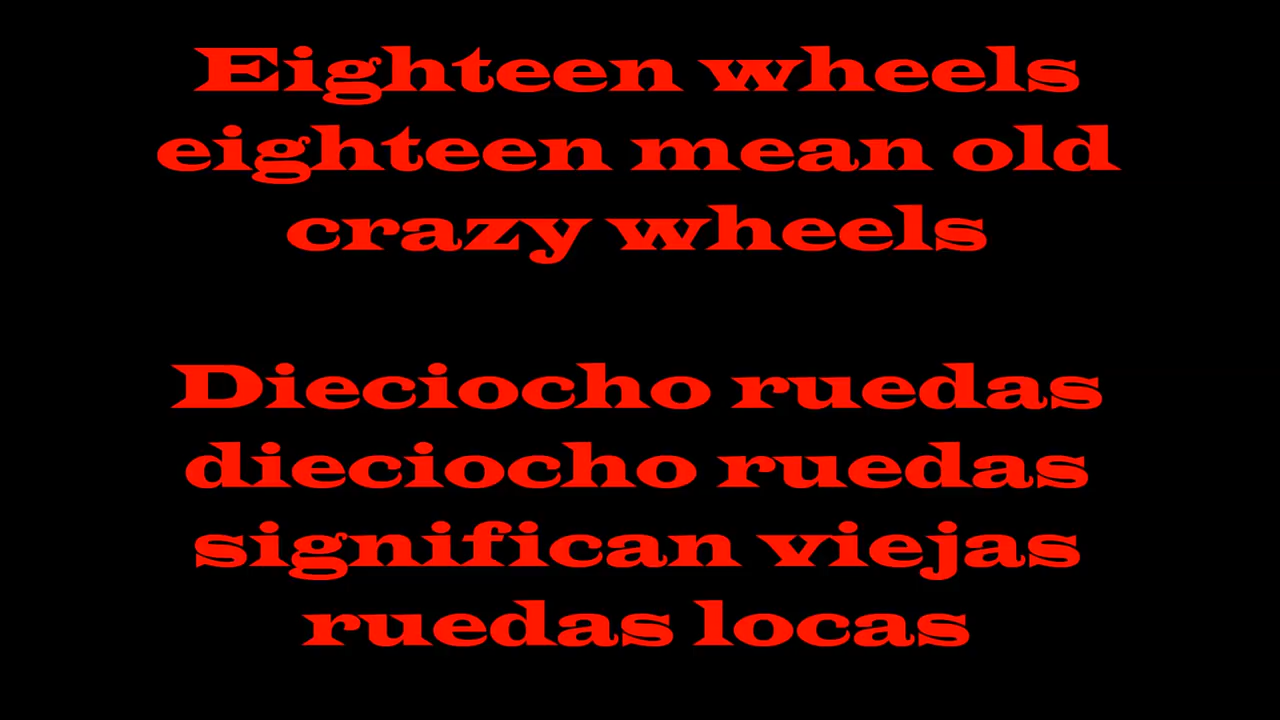 Eighteen wheels
eighteen mean old
crazy wheels
Dieciocho ruedas
dieciocho ruedas
significan viejas
ruedas locas